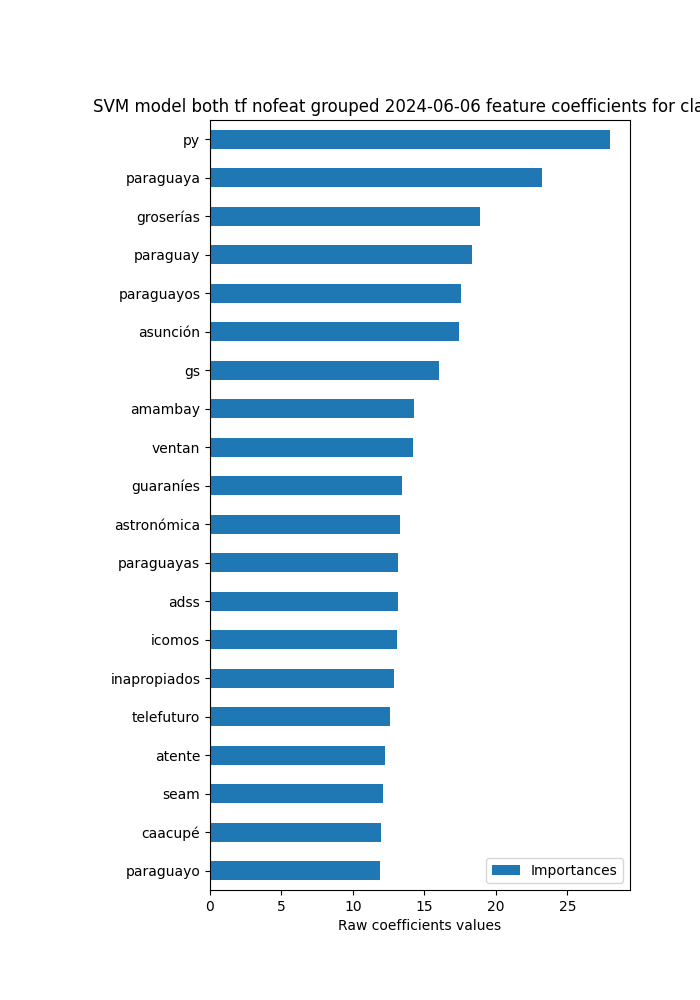 SVM model both tf nofeat grouped 2024-06-06 feature coefficients for cla
py
paraguaya
groserías
paraguay
paraguayos
asunción
gs
amambay
ventan
guaraníes
astronómica
paraguayas
adss
icomos
inapropiados
telefuturo
atente
seam
caacupé
paraguayo
Importances
0 5 10 15 20 25
Raw coefficients values